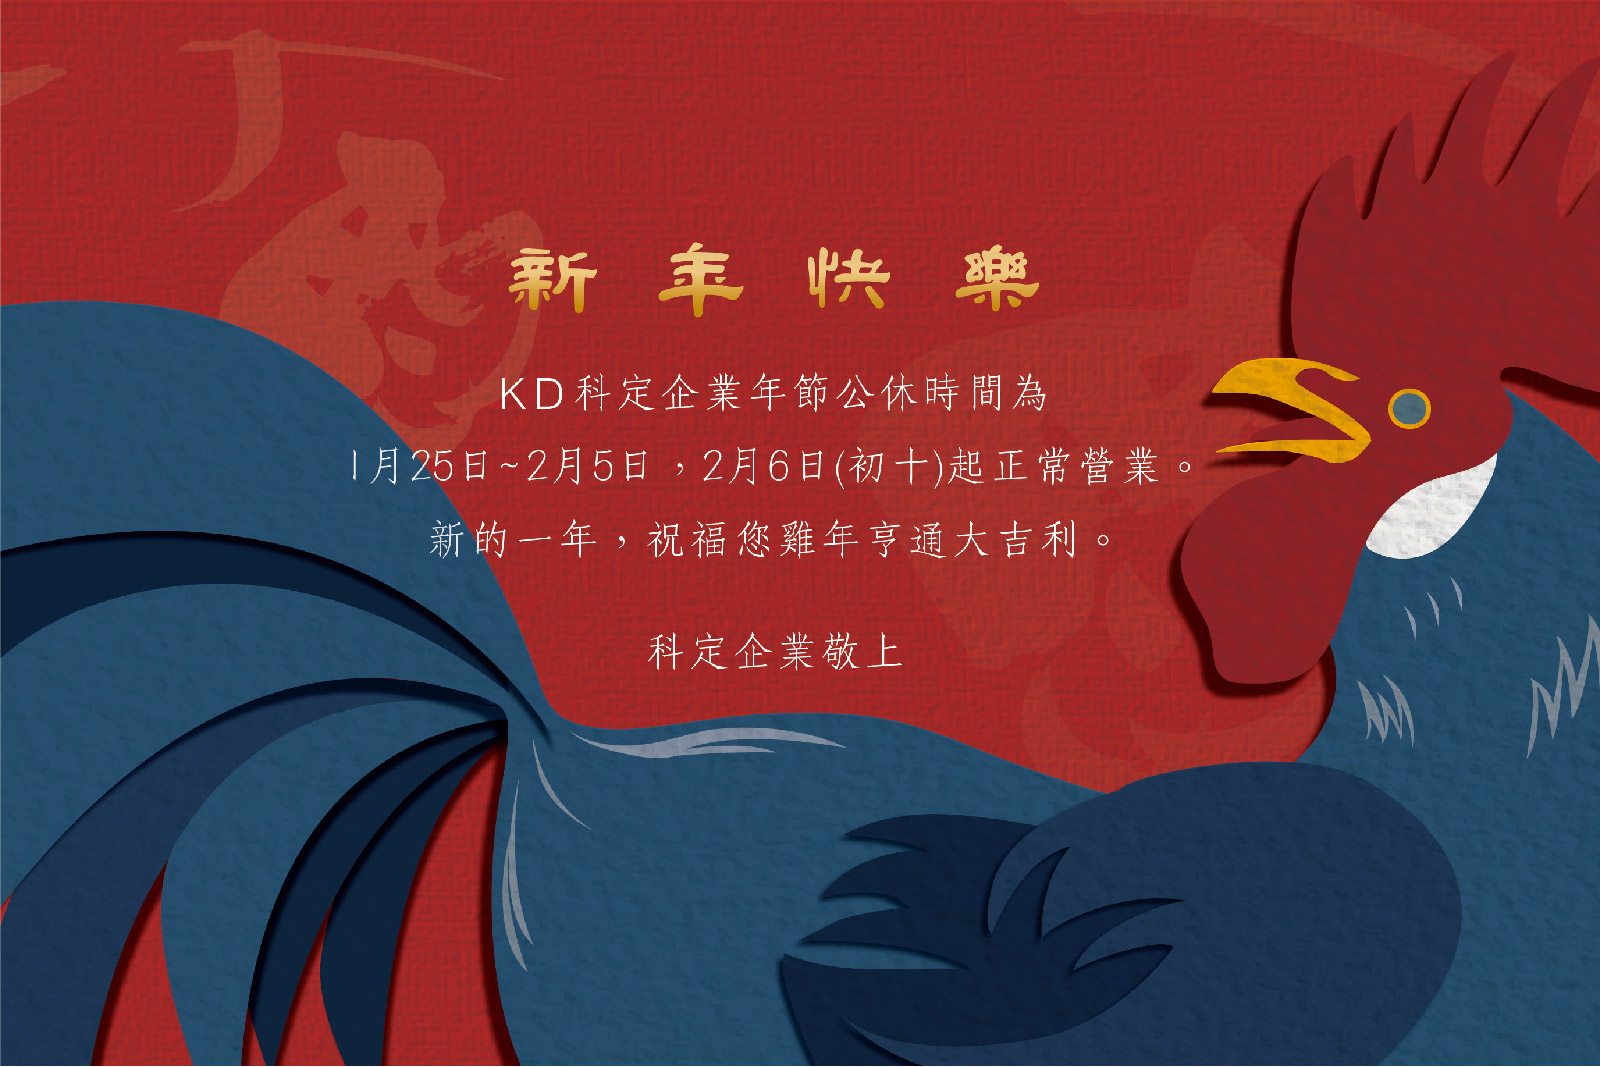 新年快樂
KD科定企業年節公休時間為
1月25日~2月5日，2月6日(初十)起正常營業。
新的一年，祝福您雞年亨通大吉利。
科定企業敬上